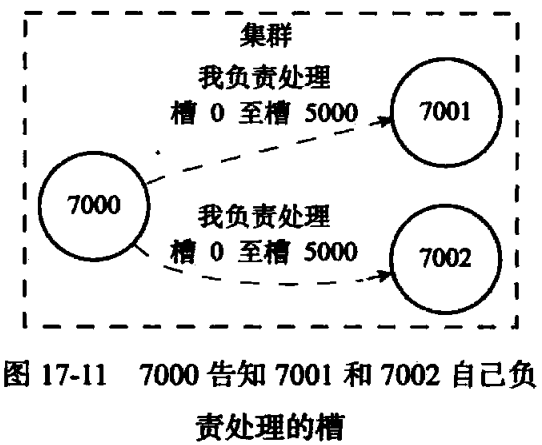 集群
我负责处理
槽 0 至槽 5000
7001
7000
我负责处理
槽 0 至槽 5000
7002
图 17-11 7000 告知 7001 和 7002 自己负
责处理的槽